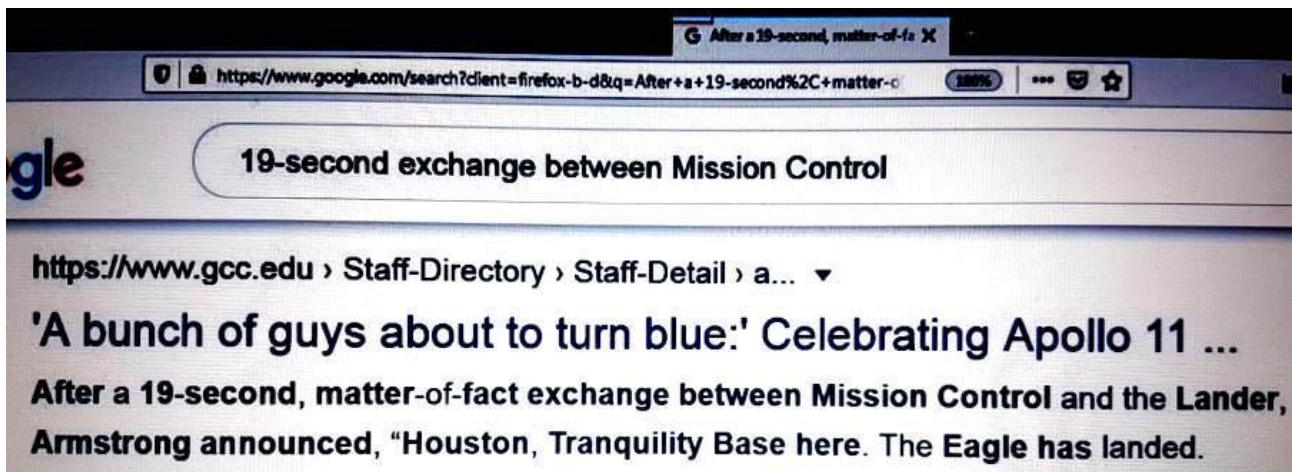 G After a 19-second, matter-of-fa X
https://www.google.com/search?client=firefox-b-d&q=After+a+19-second%2C+matter-o 100%
gle 19-second exchange between Mission Control
https://www.gcc.edu › Staff-Directory › Staff-Detail › a...
'A bunch of guys about to turn blue:' Celebrating Apollo 11 ...
After a 19-second, matter-of-fact exchange between Mission Control and the Lander,
Armstrong announced, “Houston, Tranquility Base here. The Eagle has landed.